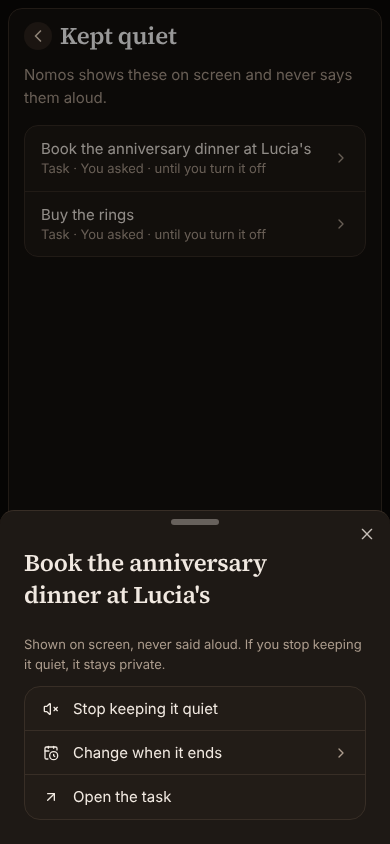 Kept quiet
Nomos shows these on screen and never says
them aloud.
Book the anniversary dinner at Lucia's
Task · You asked · until you turn it off
Buy the rings
Task · You asked · until you turn it off
Book the anniversary
dinner at Lucia's
Shown on screen, never said aloud. If you stop keeping
it quiet, it stays private.
Stop keeping it quiet
Change when it ends
Open the task